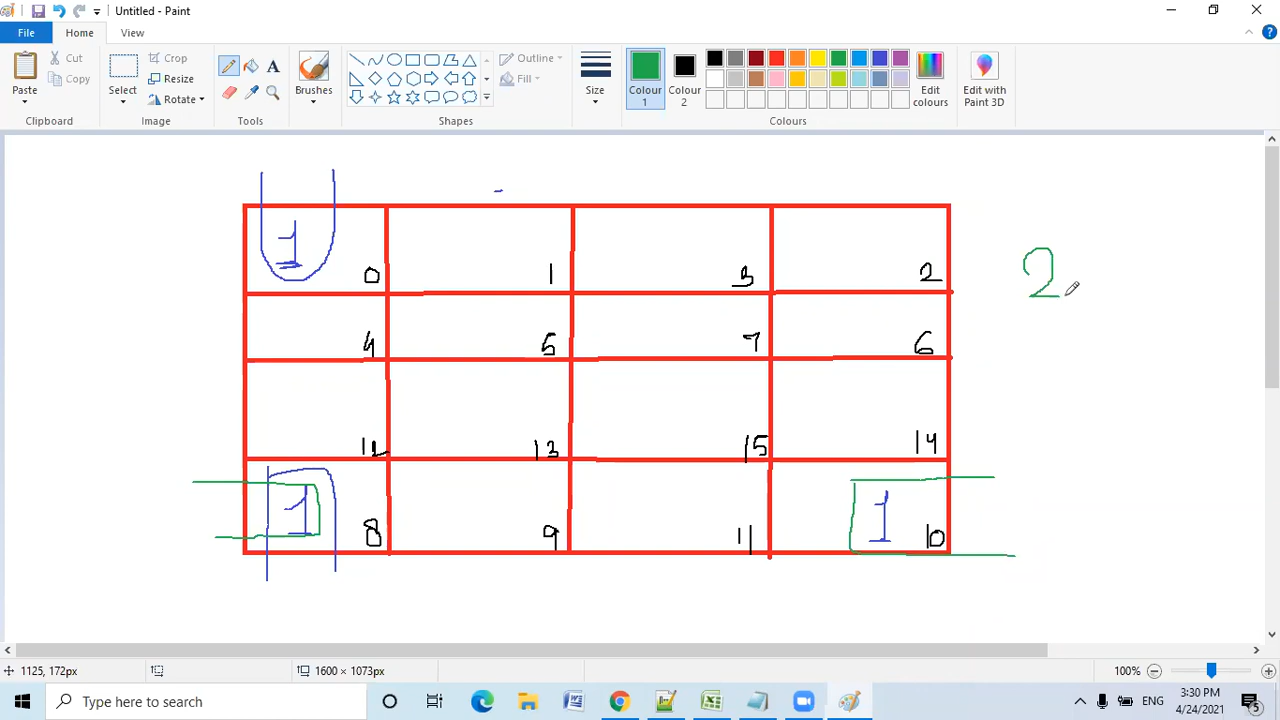 Untitled - Paint
File Home View
Paste
Cut
Copy
Clipboard
Select
Crop
Resize
Rotate
Image
Tools
Brushes
Shapes
Outline
Fill
Size
Colour 1
Colour 2
Colours
Edit colours
Edit with Paint 3D
1 0 1 3 2
2
4 5 7 6
12 13 15 14
1 8 9 11 1 10
1125, 172px
1600 × 1073px
100%
Type here to search
ENG
3:30 PM
4/24/2021
5